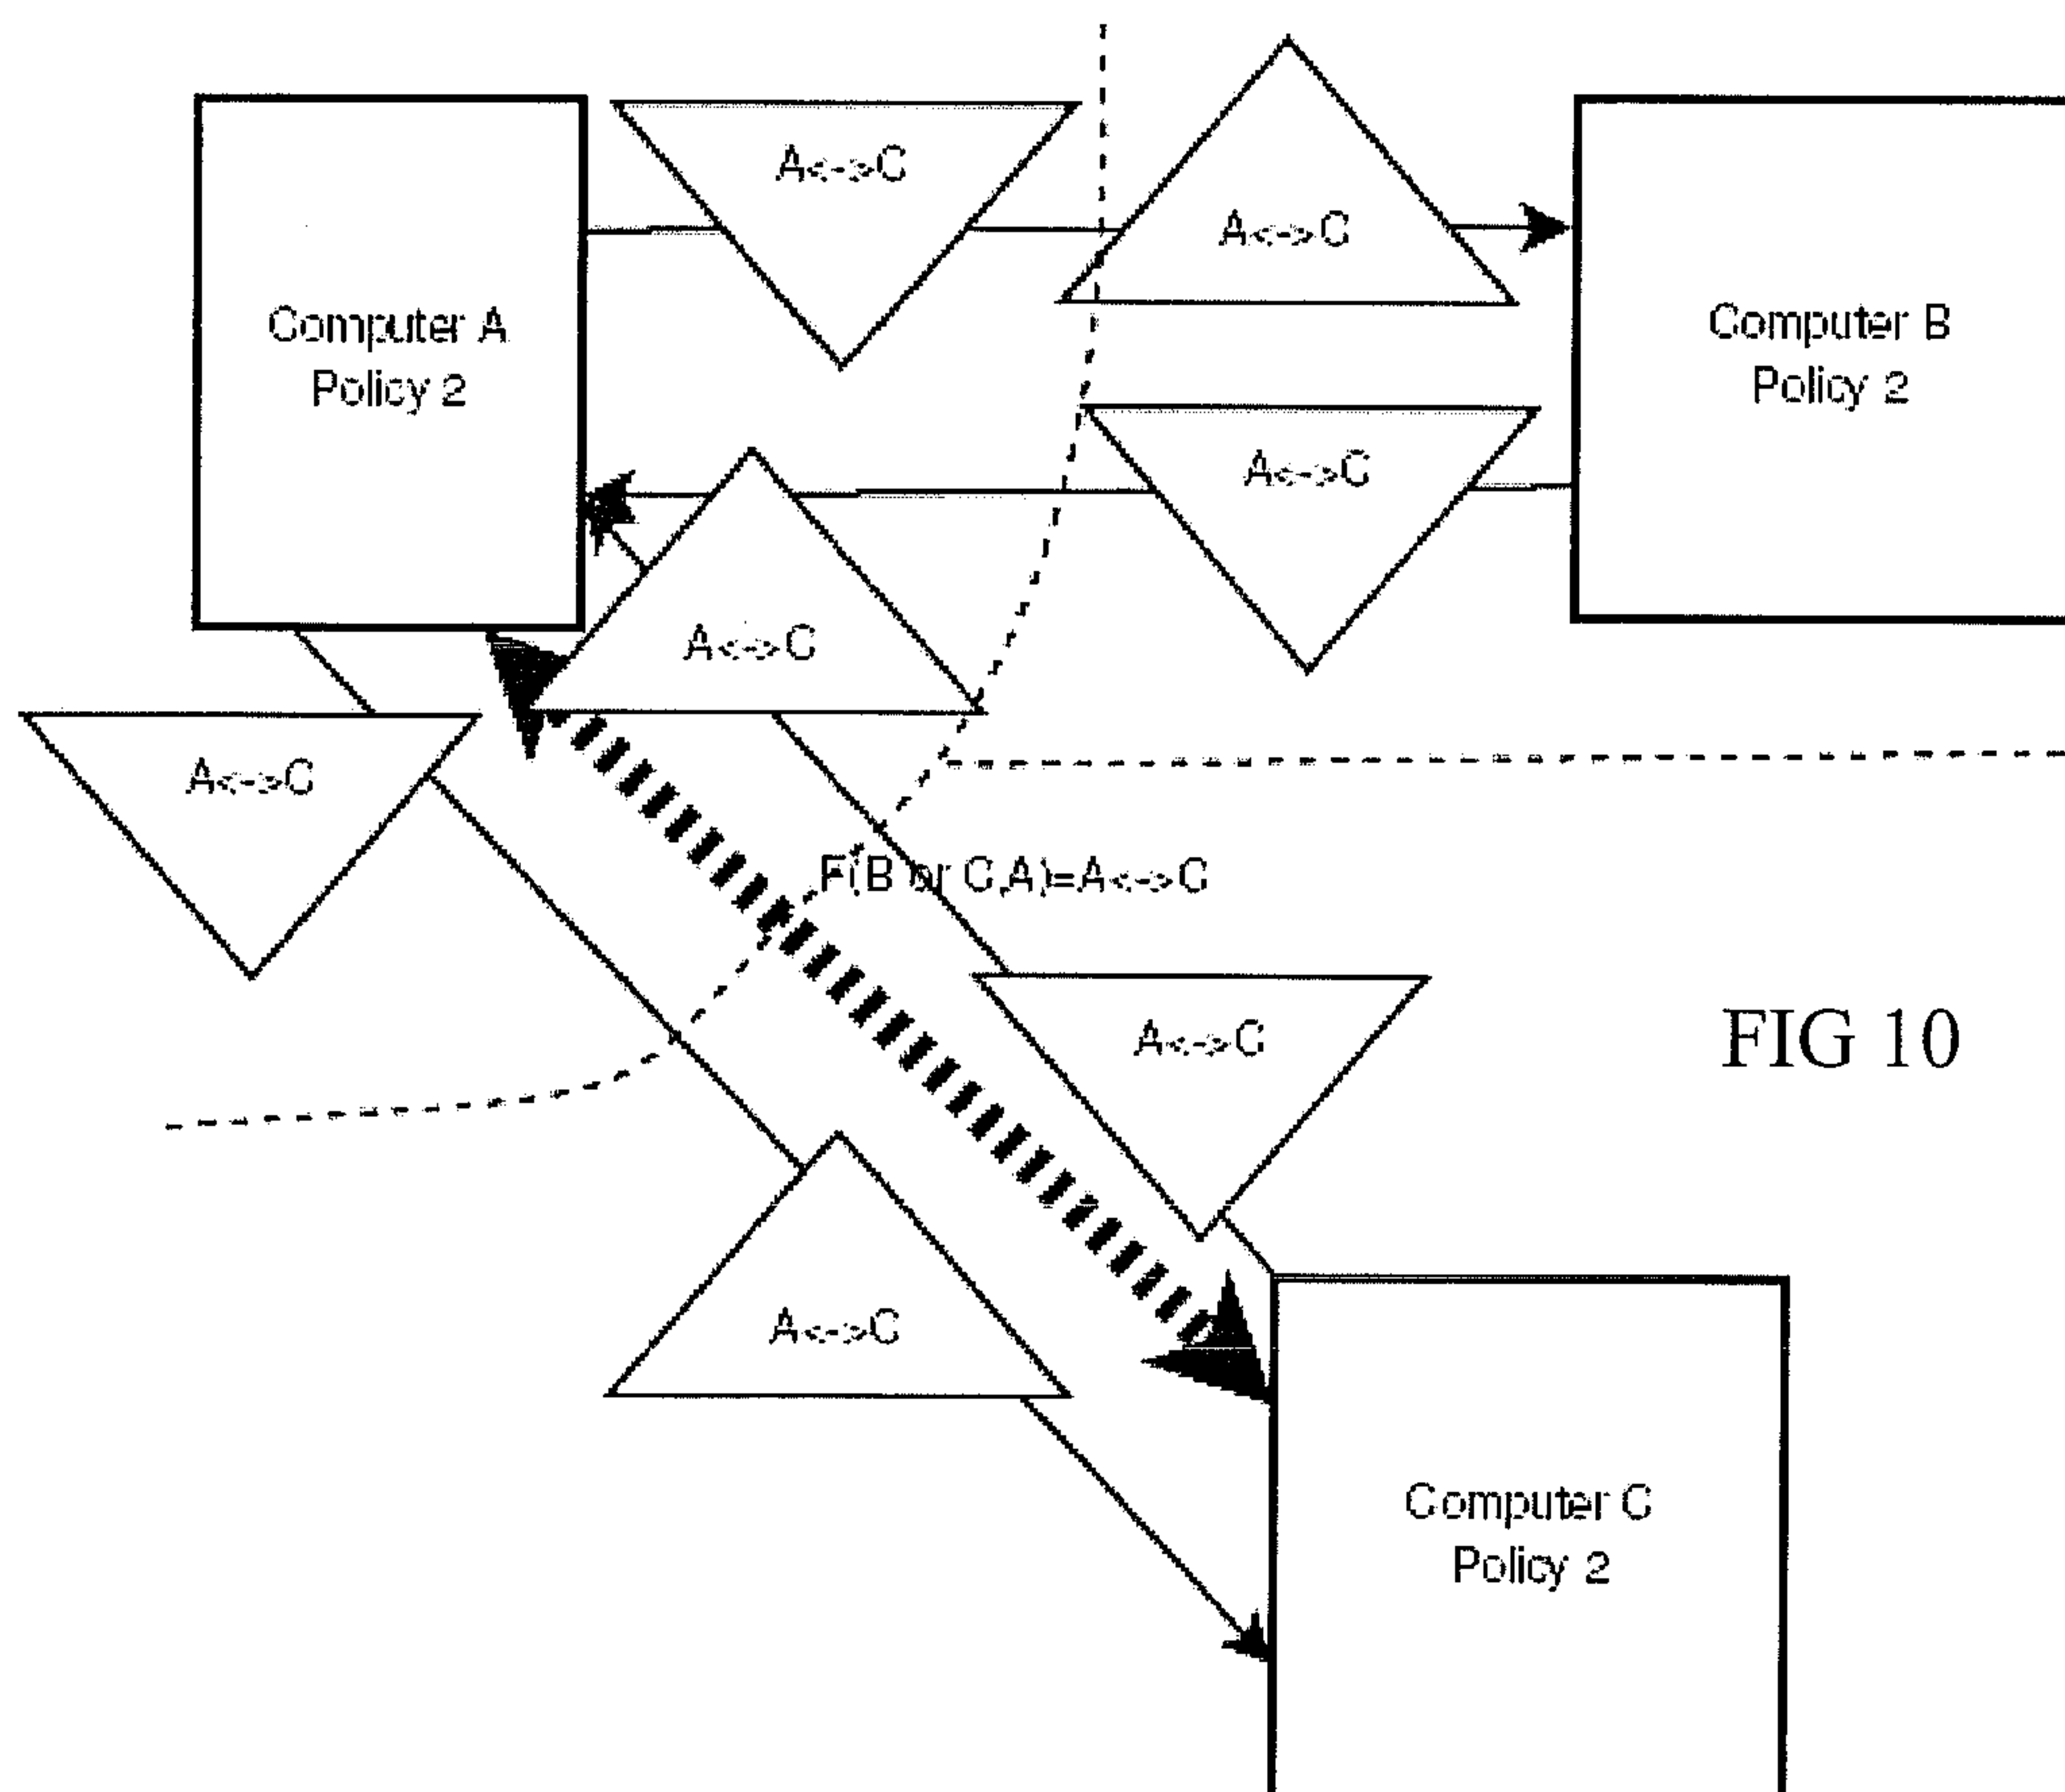 A<->C
A<->C
Computer A
Policy 2
Computer B
Policy 2
A<->C
A<->C
A<->C
F(B or C,A)=A<->C
A<->C
FIG 10
A<->C
Computer C
Policy 2